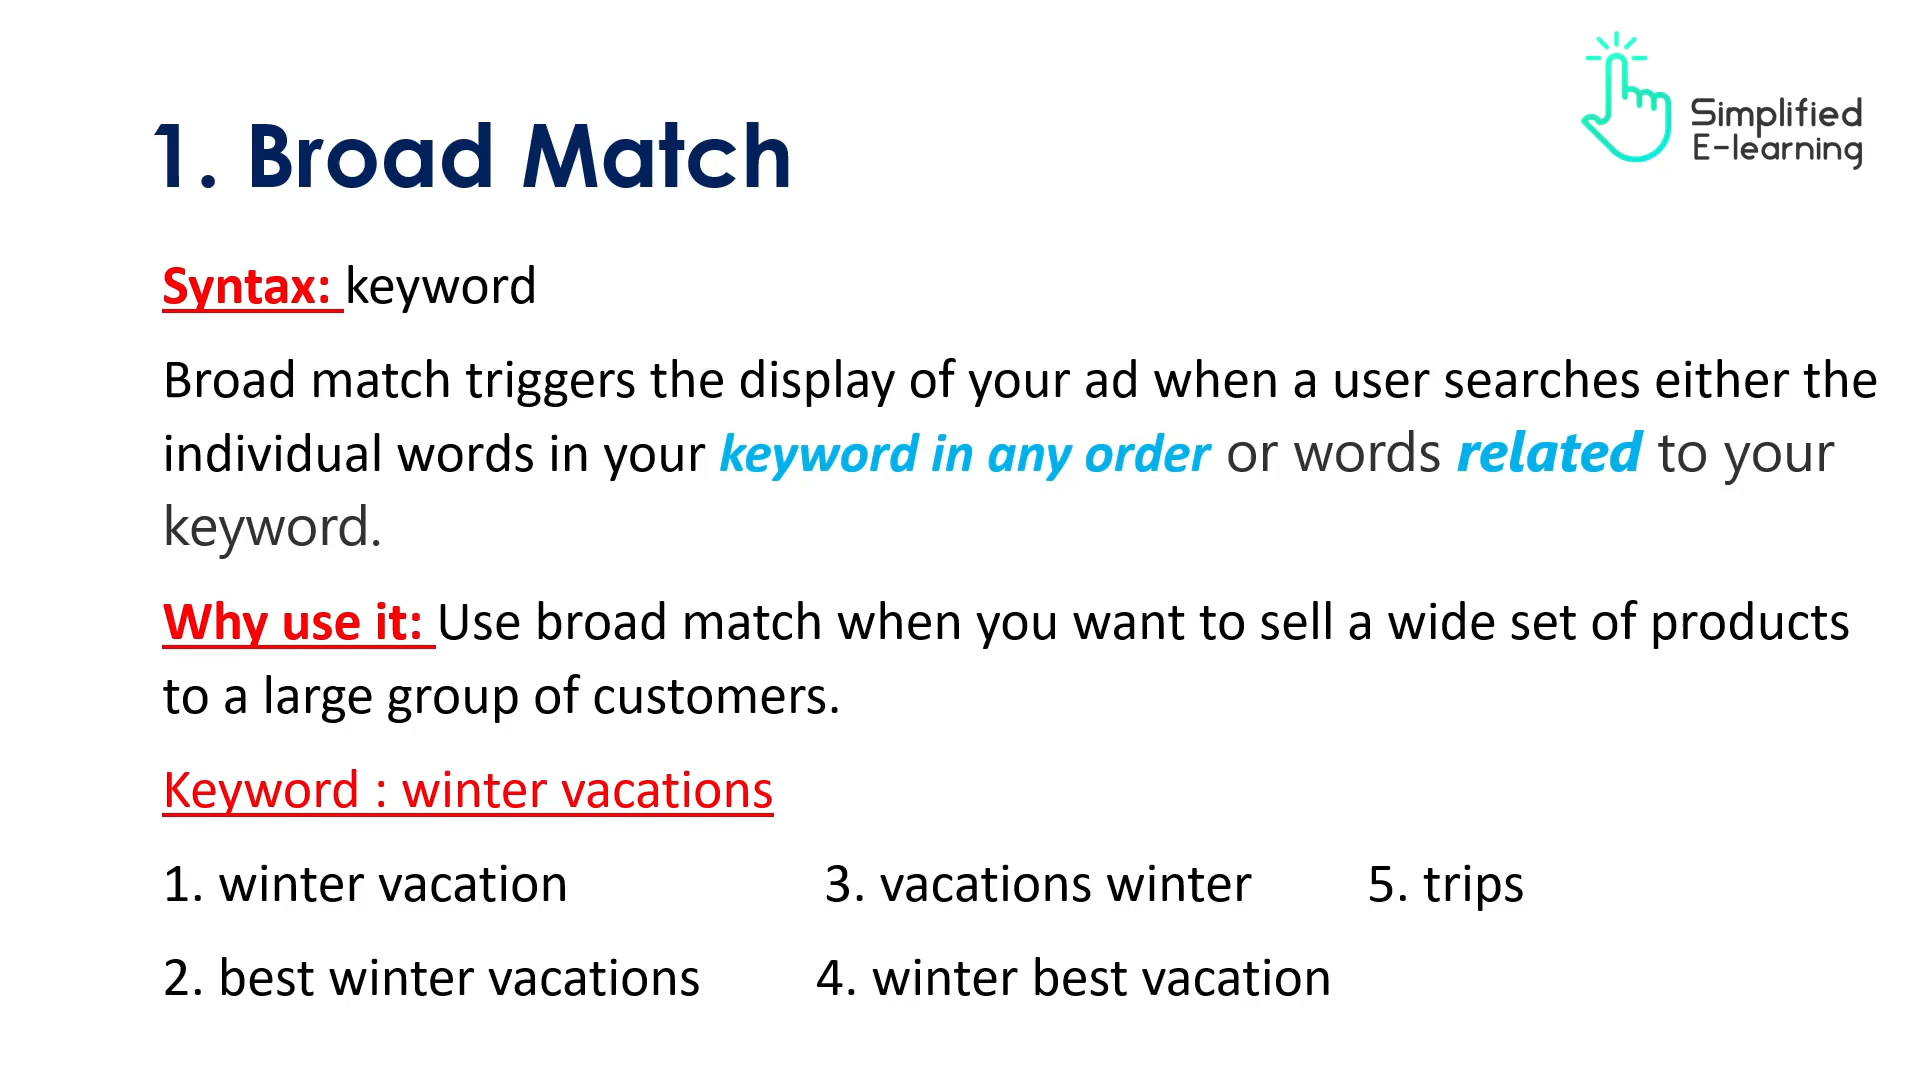 Simplified
E-learning
1. Broad Match
Syntax: keyword
Broad match triggers the display of your ad when a user searches either the
individual words in your keyword in any order or words related to your
keyword.
Why use it: Use broad match when you want to sell a wide set of products
to a large group of customers.
Keyword : winter vacations
1. winter vacation 3. vacations winter 5. trips
2. best winter vacations 4. winter best vacation